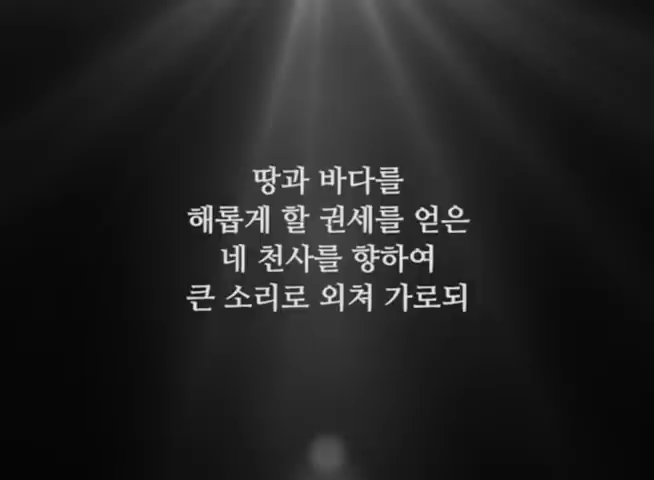 땅과 바다를
해롭게 할 권세를 얻은
네 천사를 향하여
큰 소리로 외쳐 가로되